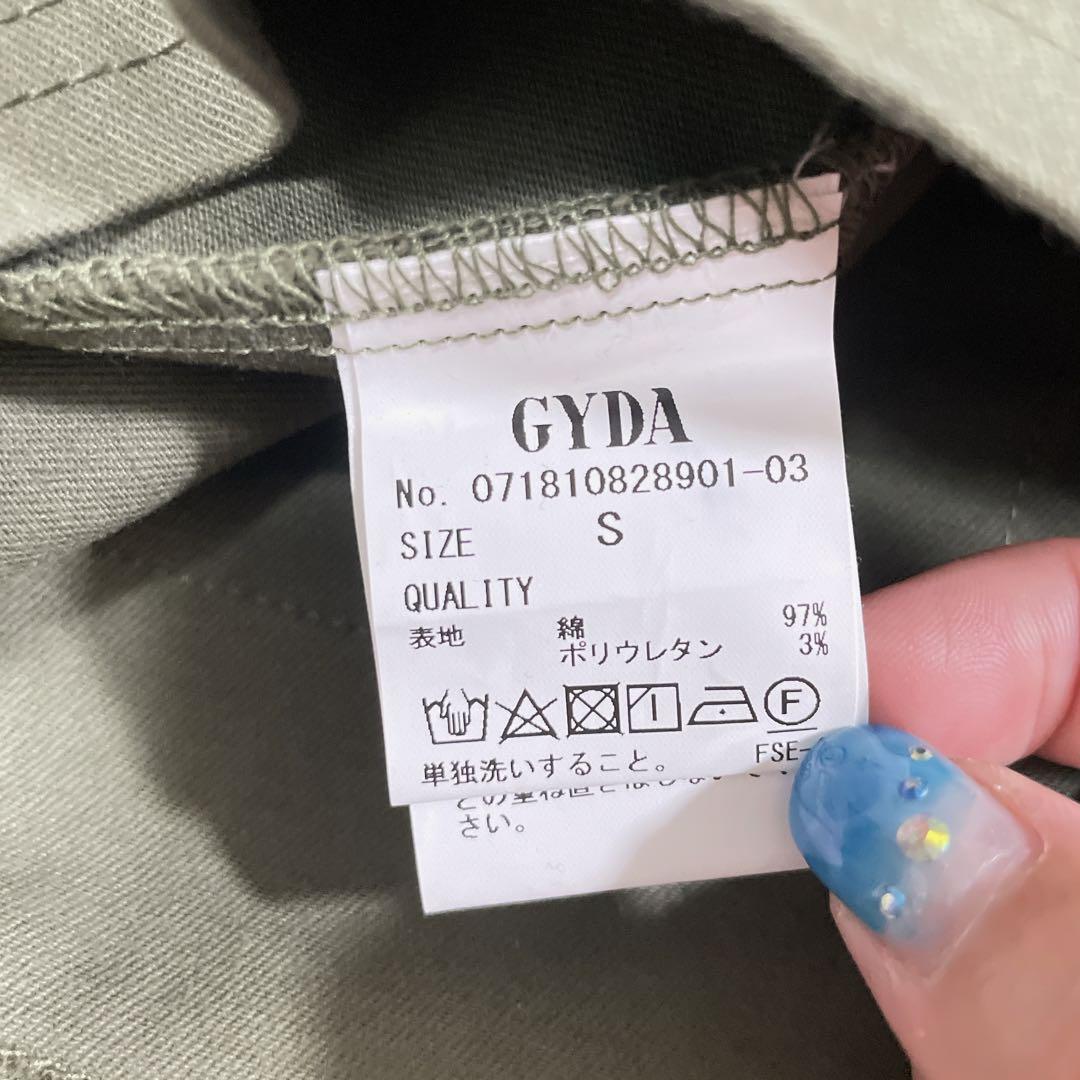 GYDA
No. 071810828901-03
SIZE S
QUALITY
表地 綿 97%
ポリウレタン 3%
F
単独洗いすること。 FSE-
さい。